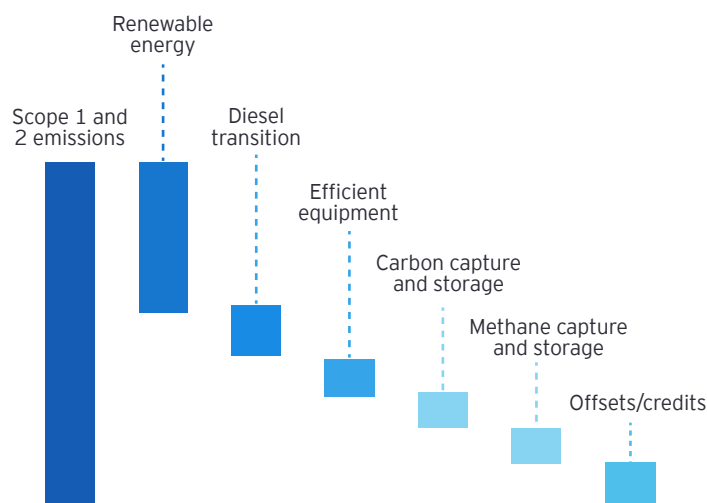 Renewable
energy
Scope 1 and
2 emissions
Diesel
transition
Efficient
equipment
Carbon capture
and storage
Methane capture
and storage
Offsets/credits